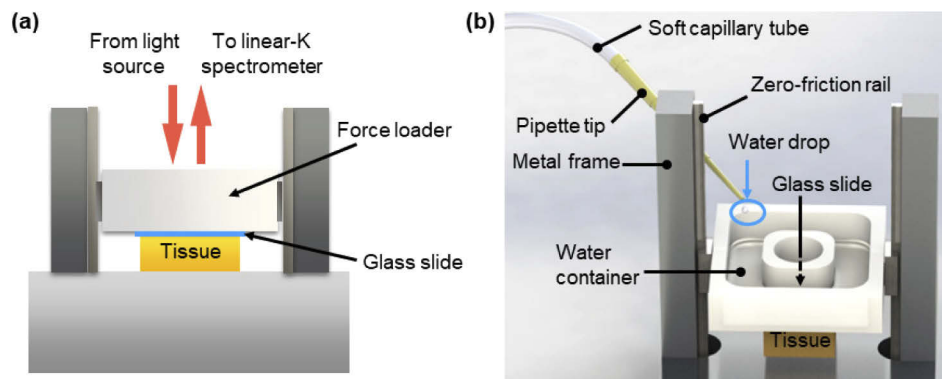 (a)
From light
source
To linear-K
spectrometer
Force loader
Tissue
Glass slide
(b)
Soft capillary tube
Zero-friction rail
Pipette tip
Water drop
Metal frame
Glass slide
Water
container
Tissue